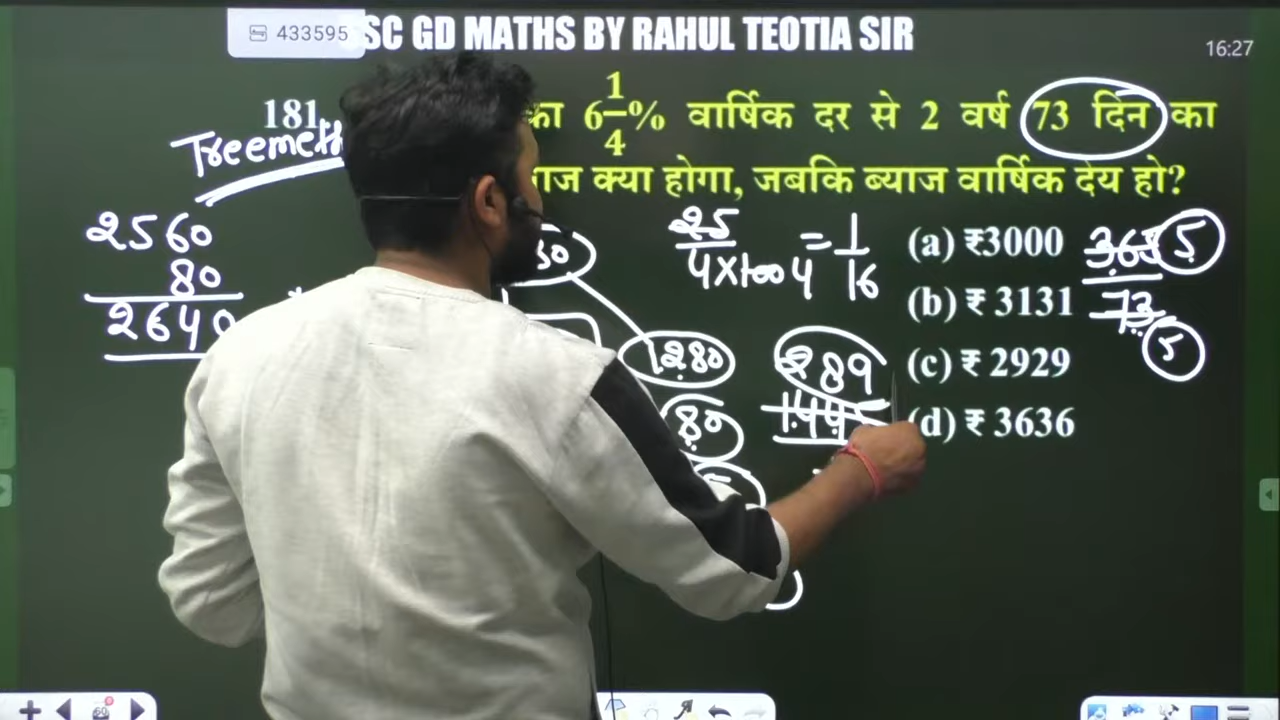 433595
SC GD MATHS BY RAHUL TEOTIA SIR
16:27
181. का 6 1/4% वार्षिक दर से 2 वर्ष 73 दिन का
क्या होगा, जबकि ब्याज वार्षिक देय हो?
Treemeth
2560
80
2640
25/4×100 4 = 1/16
1280
80
289
(a) ₹3000
(b) ₹ 3131
(c) ₹ 2929
(d) ₹ 3636
365 5
73
5